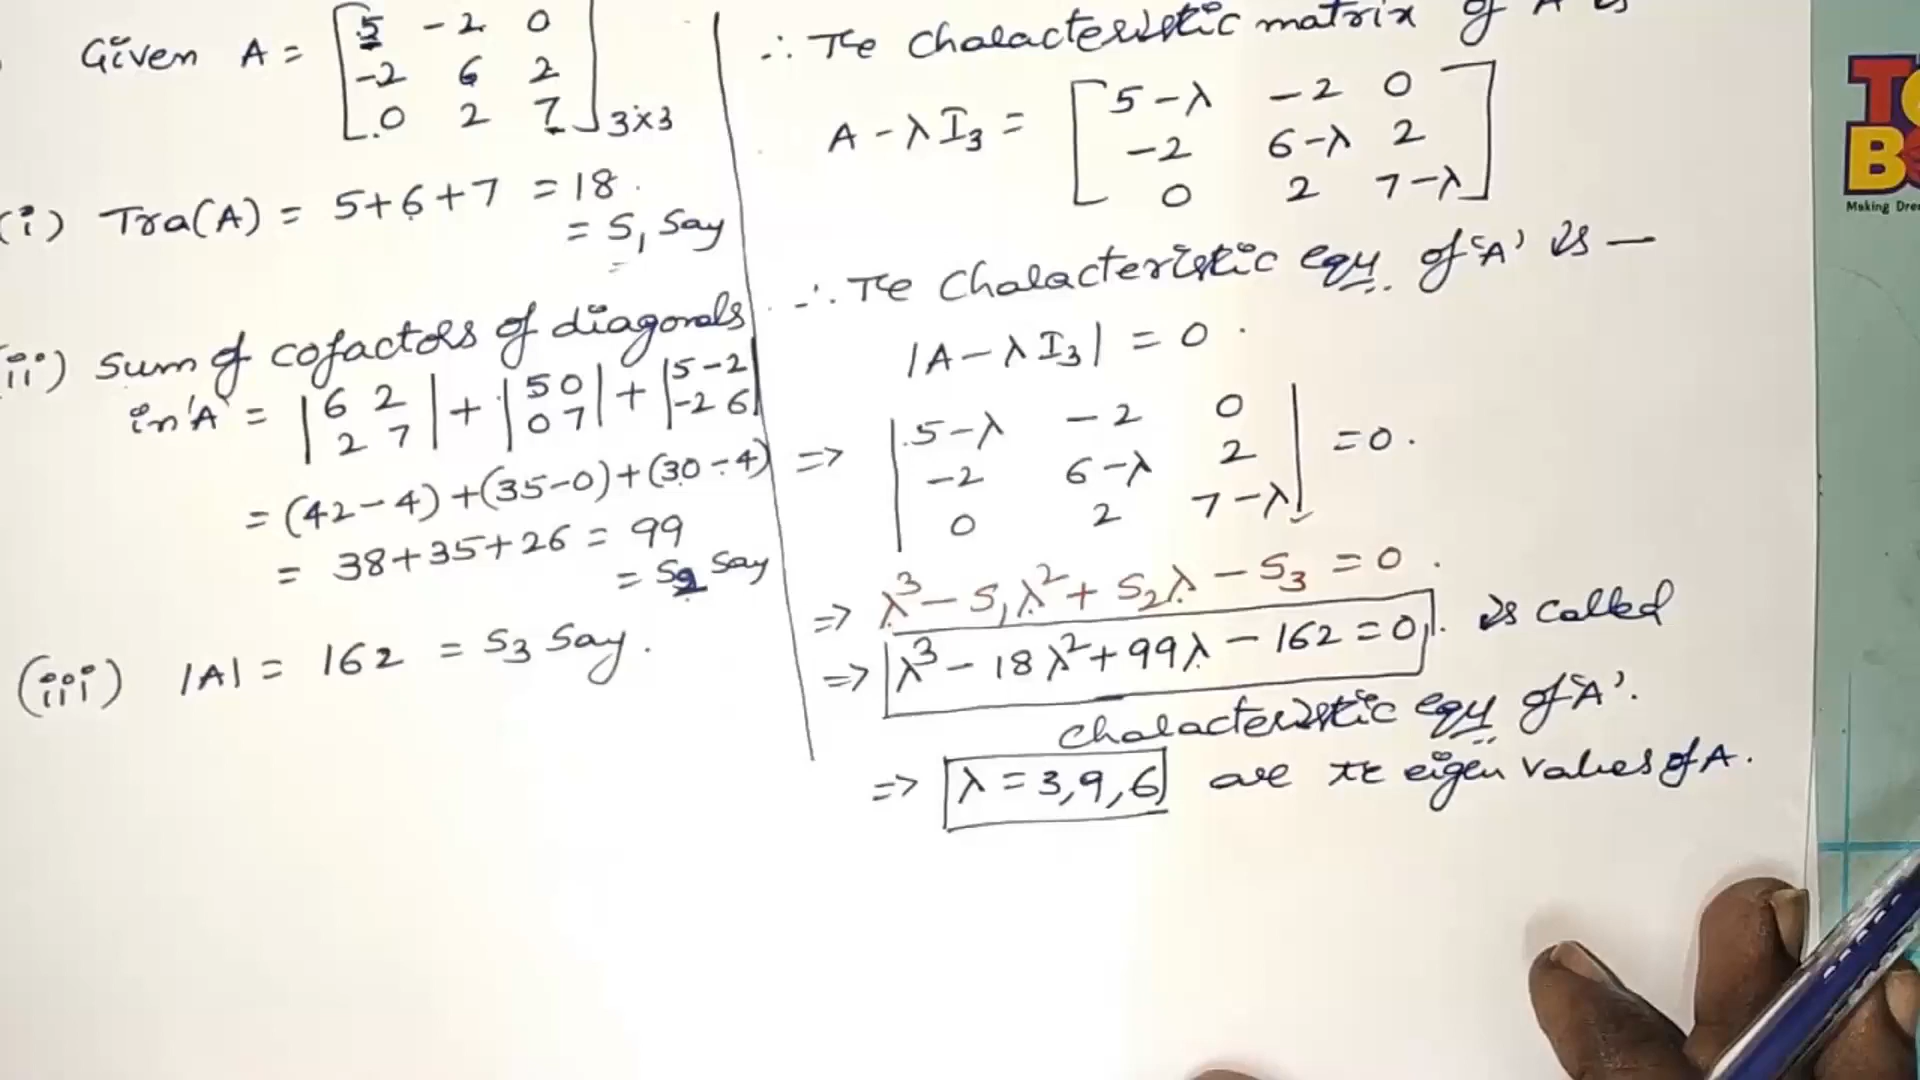 Given A = [5 -2 0
-2 6 2
0 2 7] 3×3
(i) Tra(A) = 5+6+7 = 18.
= S₁ Say
(ii) Sum of cofactors of diagonals
in 'A' = |6 2 2 7| + |5 0 0 7| + |5 -2 -2 6|
= (42-4)+(35-0)+(30-4)
= 38+35+26 = 99
= S₂ Say
(iii) |A| = 162 = S₃ Say.
∴ The characteristic matrix of A is
A - λI₃ = [5-λ -2 0
-2 6-λ 2
0 2 7-λ]
∴ The Characteristic equ. of 'A' is —
|A - λI₃| = 0.
=> |5-λ -2 0
-2 6-λ 2
0 2 7-λ| = 0.
=> λ³ - S₁λ² + S₂λ - S₃ = 0.
=> λ³ - 18λ² + 99λ - 162 = 0. is called
characteristic equ of 'A'.
=> λ = 3,9,6 are the eigen values of A.
Making